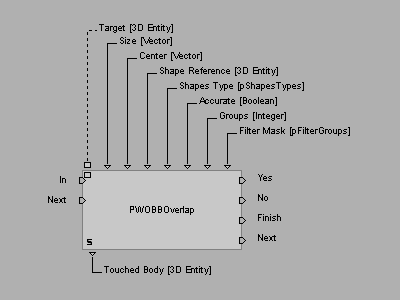 Target [3D Entity]
Size [Vector]
Center [Vector]
Shape Reference [3D Entity]
Shapes Type [pShapesTypes]
Accurate [Boolean]
Groups [Integer]
Filter Mask [pFilterGroups]
In
Yes
Next
No
PWOBBOverlap
Finish
S
Next
Touched Body [3D Entity]